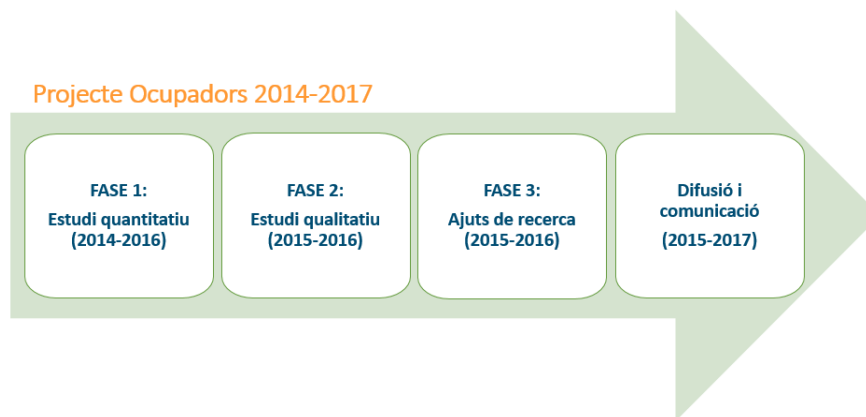 Projecte Ocupadors 2014-2017
FASE 1:
Estudi quantitatiu
(2014-2016)
FASE 2:
Estudi qualitatiu
(2015-2016)
FASE 3:
Ajuts de recerca
(2015-2016)
Difusió i
comunicació
(2015-2017)